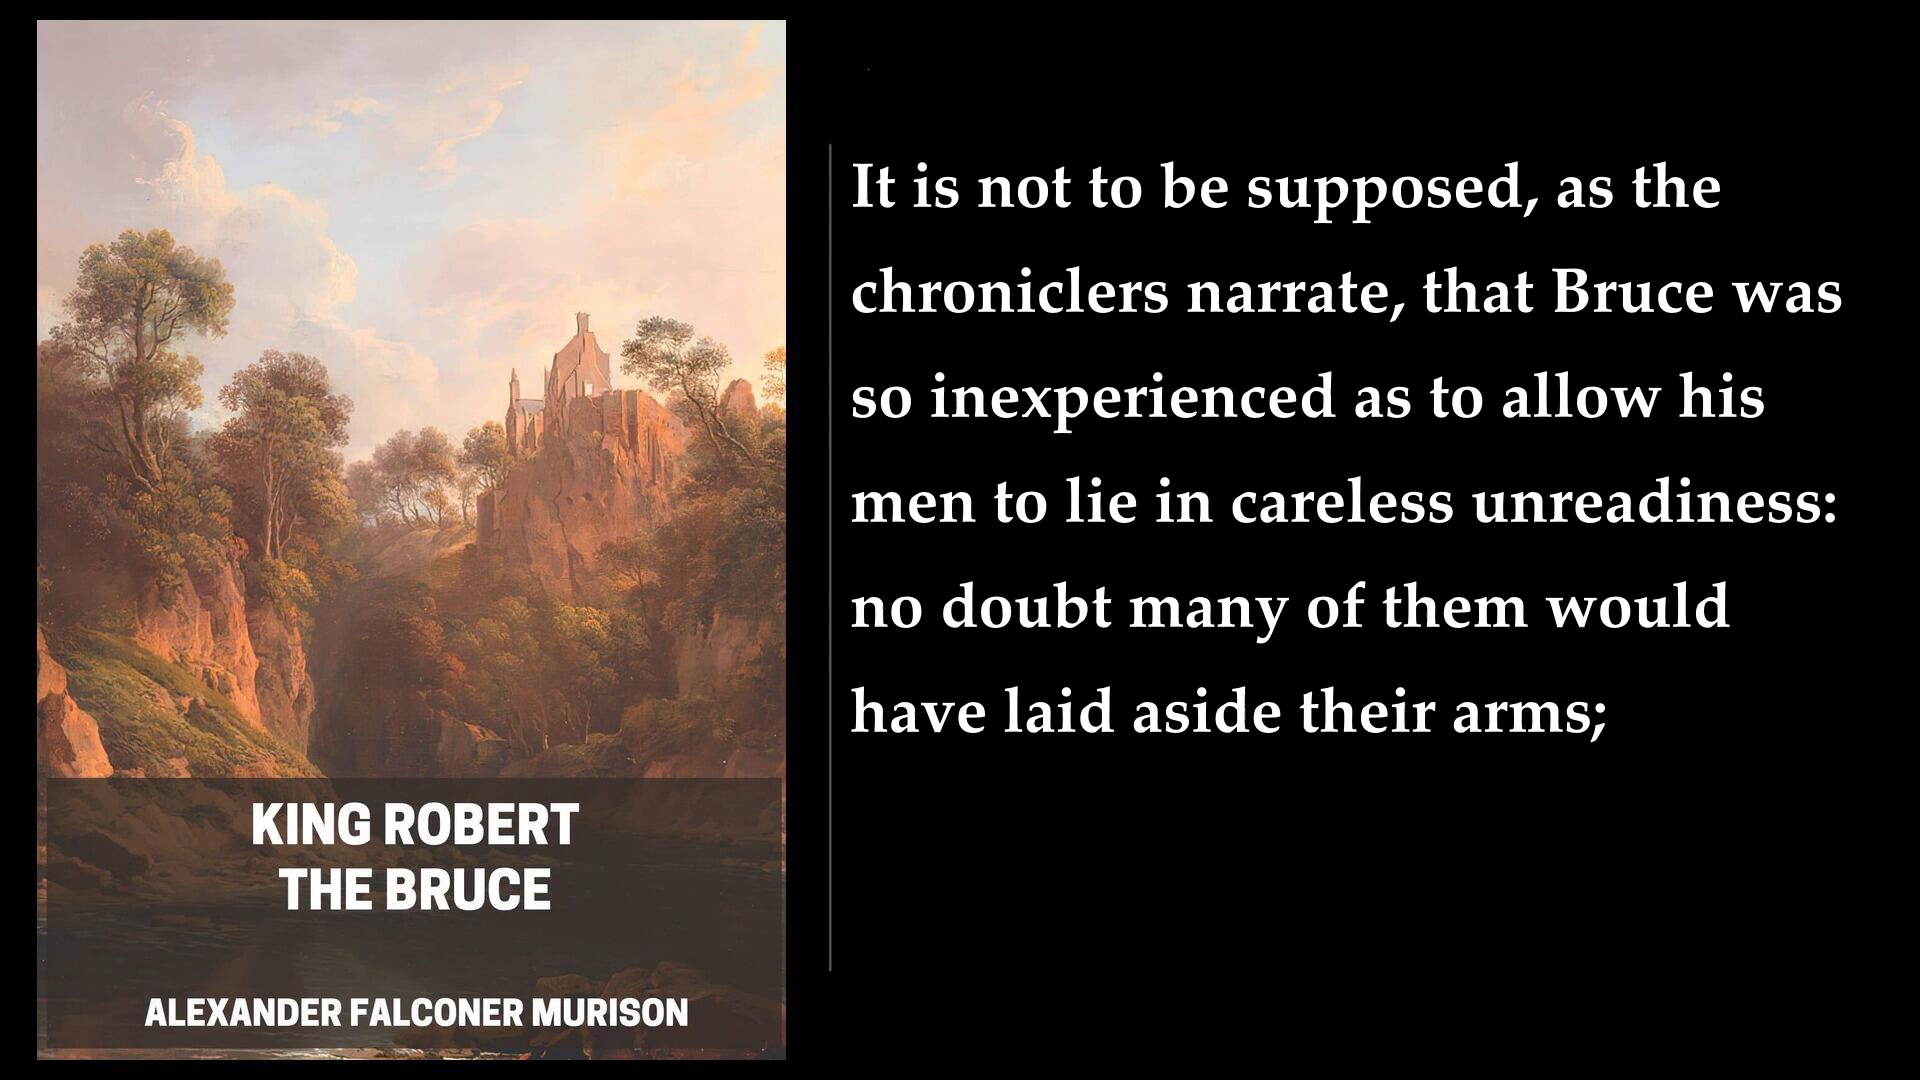 KING ROBERT
THE BRUCE
ALEXANDER FALCONER MURISON
It is not to be supposed, as the
chroniclers narrate, that Bruce was
so inexperienced as to allow his
men to lie in careless unreadiness:
no doubt many of them would
have laid aside their arms;